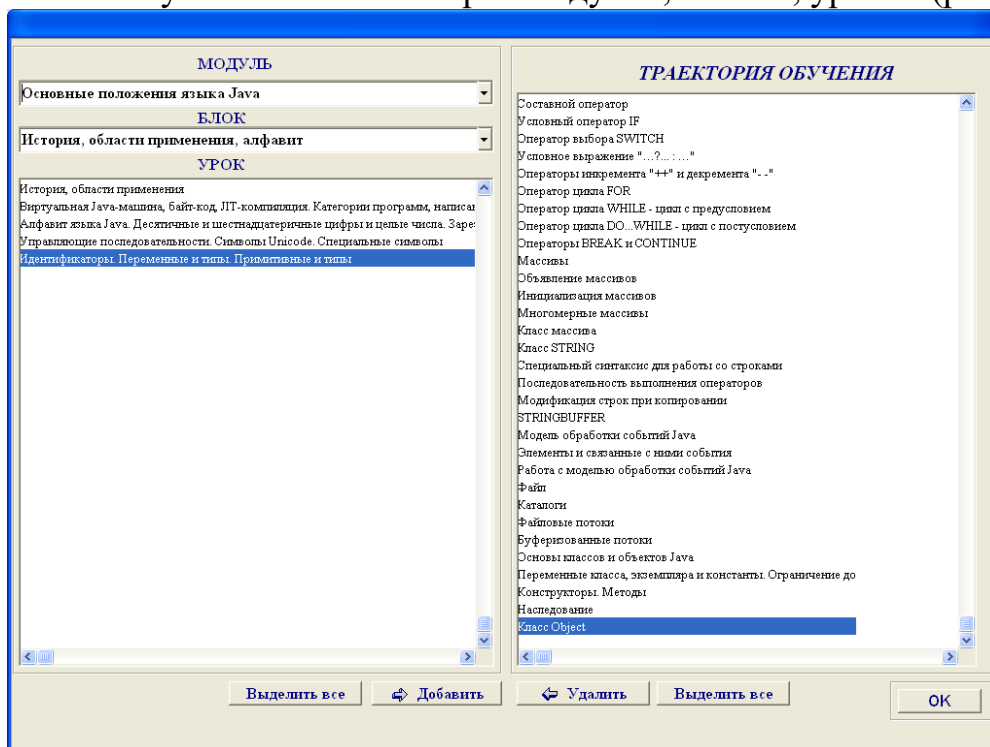 МОДУЛЬ
Основные положения языка Java
БЛОК
История, области применения, алфавит
УРОК
История, области применения
Виртуальная Java-машина, байт-код, JIT-компиляция. Категории программ,
Алфавит языка Java. Десятичные и шестнадцатеричные цифры и целые числа.
Управляющие последовательности. Символы Unicode. Специальные символы
Идентификаторы. Переменные и типы. Примитивные и типы
Выделить все
Добавить
ТРАЕКТОРИЯ ОБУЧЕНИЯ
Составной оператор
Условный оператор IF
Оператор выбора SWITCH
Условное выражение "...?... : ..."
Операторы инкремента "++" и декремента "- -"
Оператор цикла FOR
Оператор цикла WHILE - цикл с предусловием
Оператор цикла DO...WHILE - цикл с постусловием
Операторы BREAK и CONTINUE
Массивы
Объявление массивов
Инициализация массивов
Многомерные массивы
Класс массива
Класс STRING
Специальный синтаксис для работы со строками
Последовательность выполнения операторов
Модификация строк при копировании
STRINGBUFFER
Модель обработки событий Java
Элементы и связанные с ними события
Работа с моделью обработки событий Java
Файл
Каталоги
Файловые потоки
Буферизованные потоки
Основы классов и объектов Java
Переменные класса, экземпляра и константы. Ограничение до
Конструкторы. Методы
Наследование
Класс Object
Удалить
Выделить все
OK